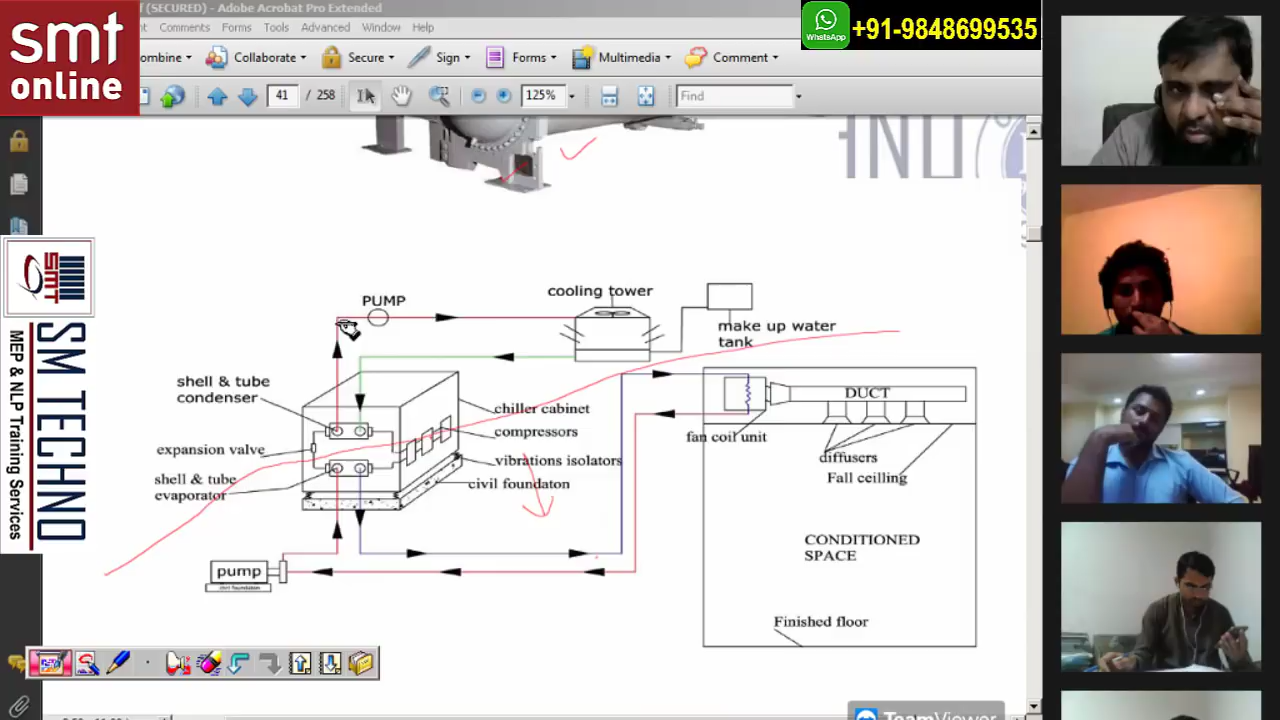 (SECURED) - Adobe Acrobat Pro Extended
Comments Forms Tools Advanced Window Help
Collaborate Secure Sign Forms Multimedia Comment
41 / 258 125% Find
smt
online
WhatsApp
+91-9848699535
SMT
SM TECHNO
MEP & NLP Training Services
PUMP
cooling tower
make up water
tank
shell & tube
condenser
chiller cabinet
compressors
expansion valve
vibrations isolators
shell & tube
evaporator
civil foundaton
pump
DUCT
fan coil unit
diffusers
Fall ceilling
CONDITIONED
SPACE
Finished floor
TeamViewer